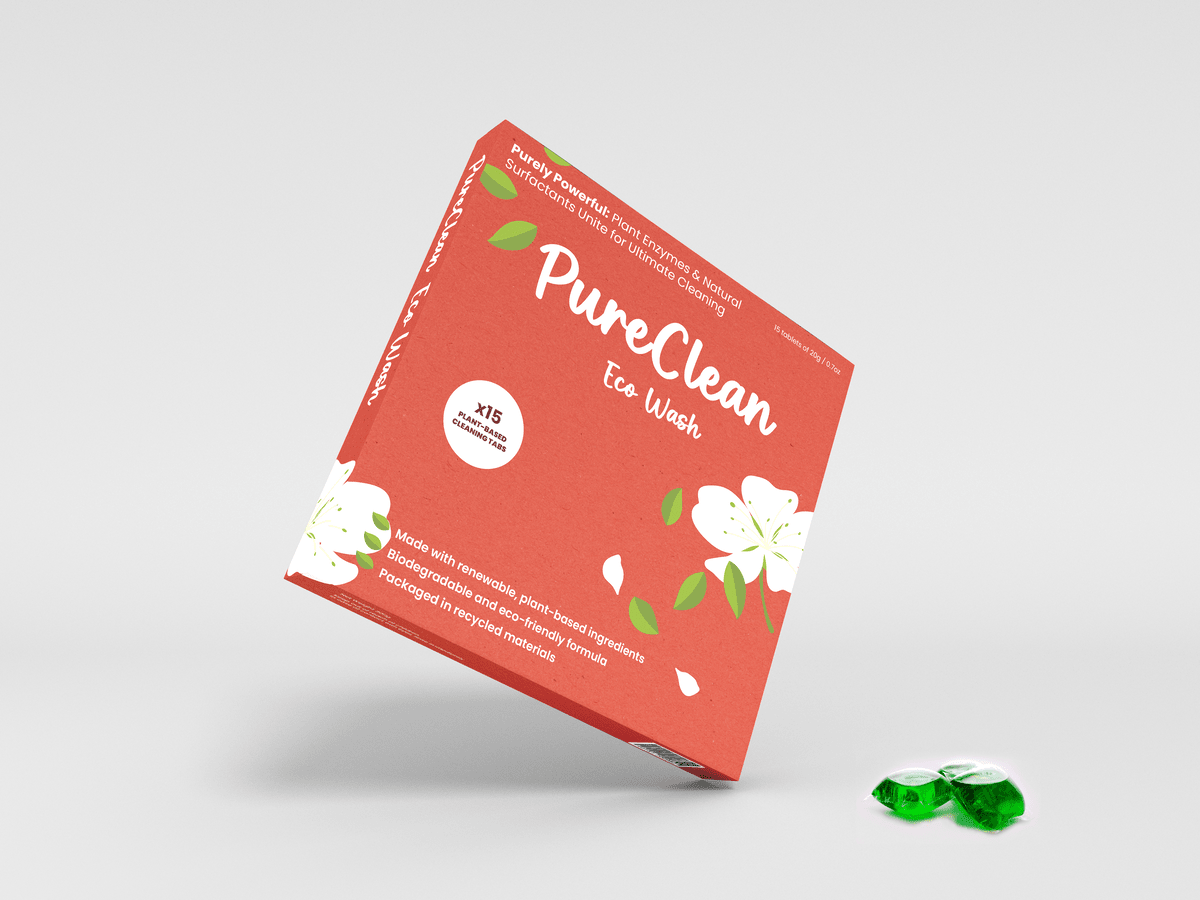 Purely Powerful: Plant Enzymes & Natural
Surfactants Unite for Ultimate Cleaning
15 tablets of 20g / 0.7oz
PureClean
Eco Wash
x15
PLANT-BASED
CLEANING TABS
Made with renewable, plant-based ingredients
Biodegradable and eco-friendly formula
Packaged in recycled materials
PureClean Eco Wash